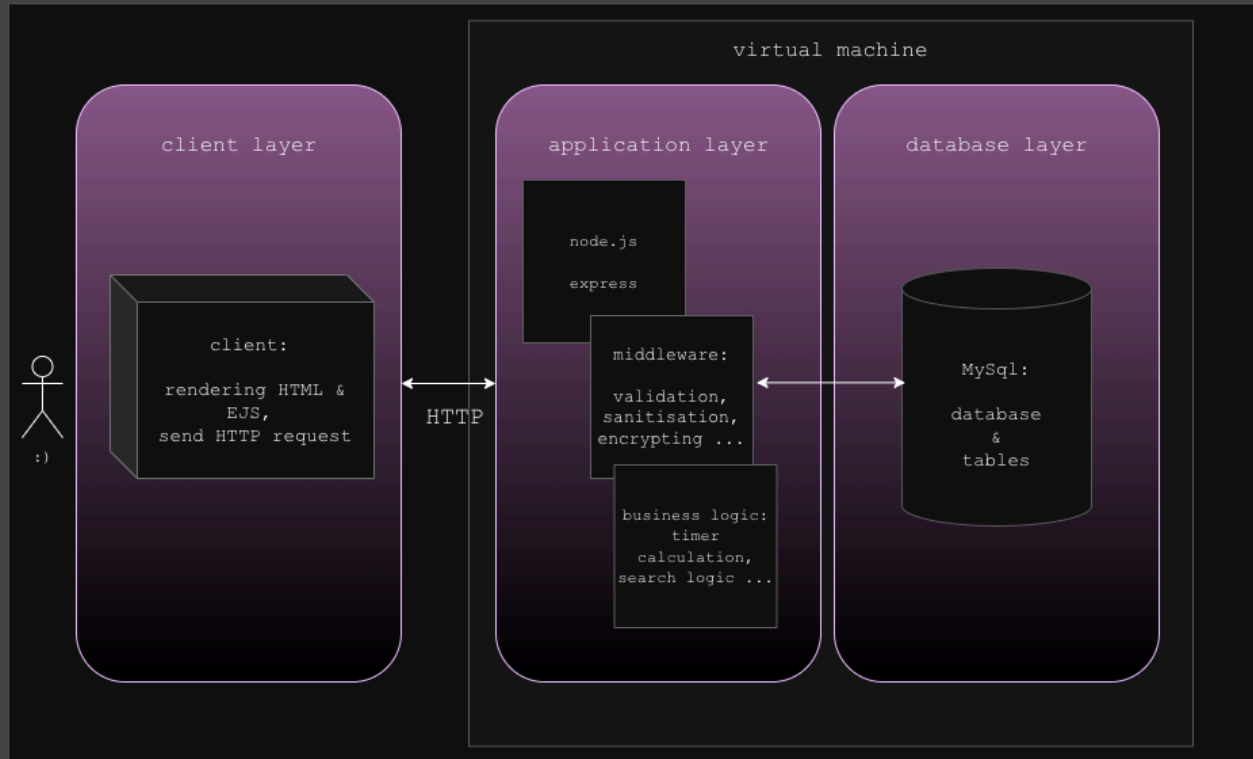 virtual machine
client layer
application layer
database layer
node.js
express
client:
rendering HTML &
EJS,
send HTTP request
HTTP
middleware:
validation,
sanitisation,
encrypting ...
business logic:
timer
calculation,
search logic ...
MySql:
database
&
tables
:)